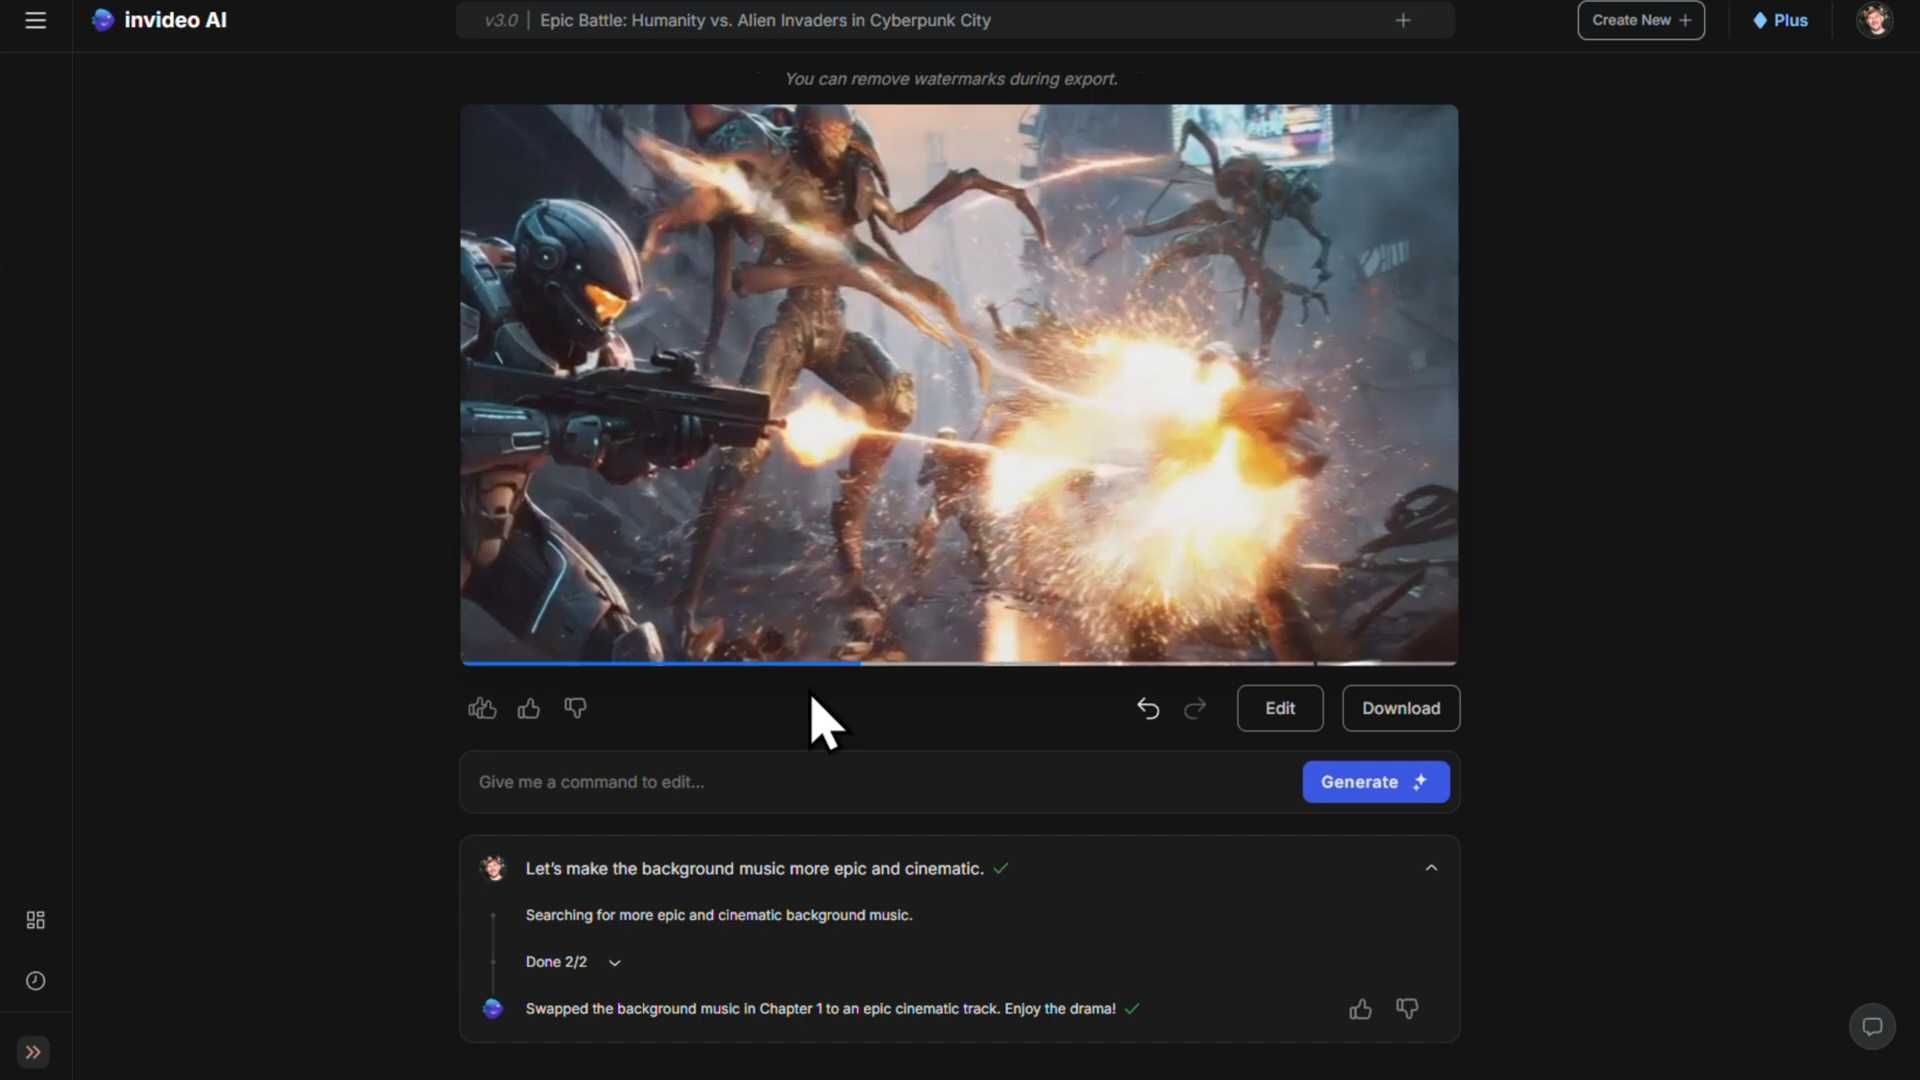 invideo AI
v3.0 | Epic Battle: Humanity vs. Alien Invaders in Cyberpunk City
Create New
Plus
You can remove watermarks during export.
Edit
Download
Give me a command to edit...
Generate
Let's make the background music more epic and cinematic.
Searching for more epic and cinematic background music.
Done 2/2
Swapped the background music in Chapter 1 to an epic cinematic track. Enjoy the drama!